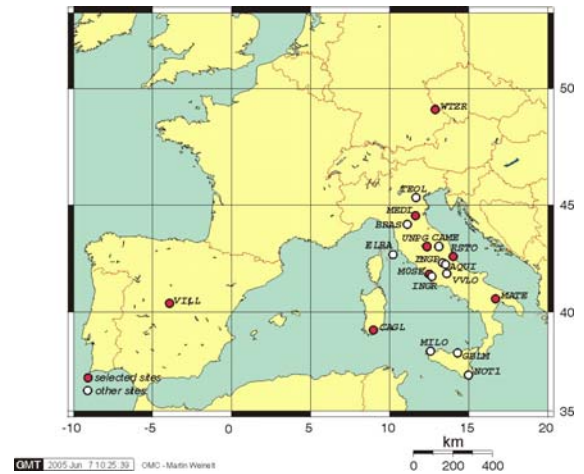 50
45
40
35
WTZR
TEOL
MEDI
BRAS
UNPG CAME
ELBA
RSTO
INGP
AQUI
MOSE
VVLO
INGR
VILL
MATE
CAGL
MILO
GBLM
NOT1
selected sites
other sites
-10 -5 0 5 10 15 20
km
0 200 400
GMT 2005 Jun 7 10:25:39 OMC - Martin Weinelt